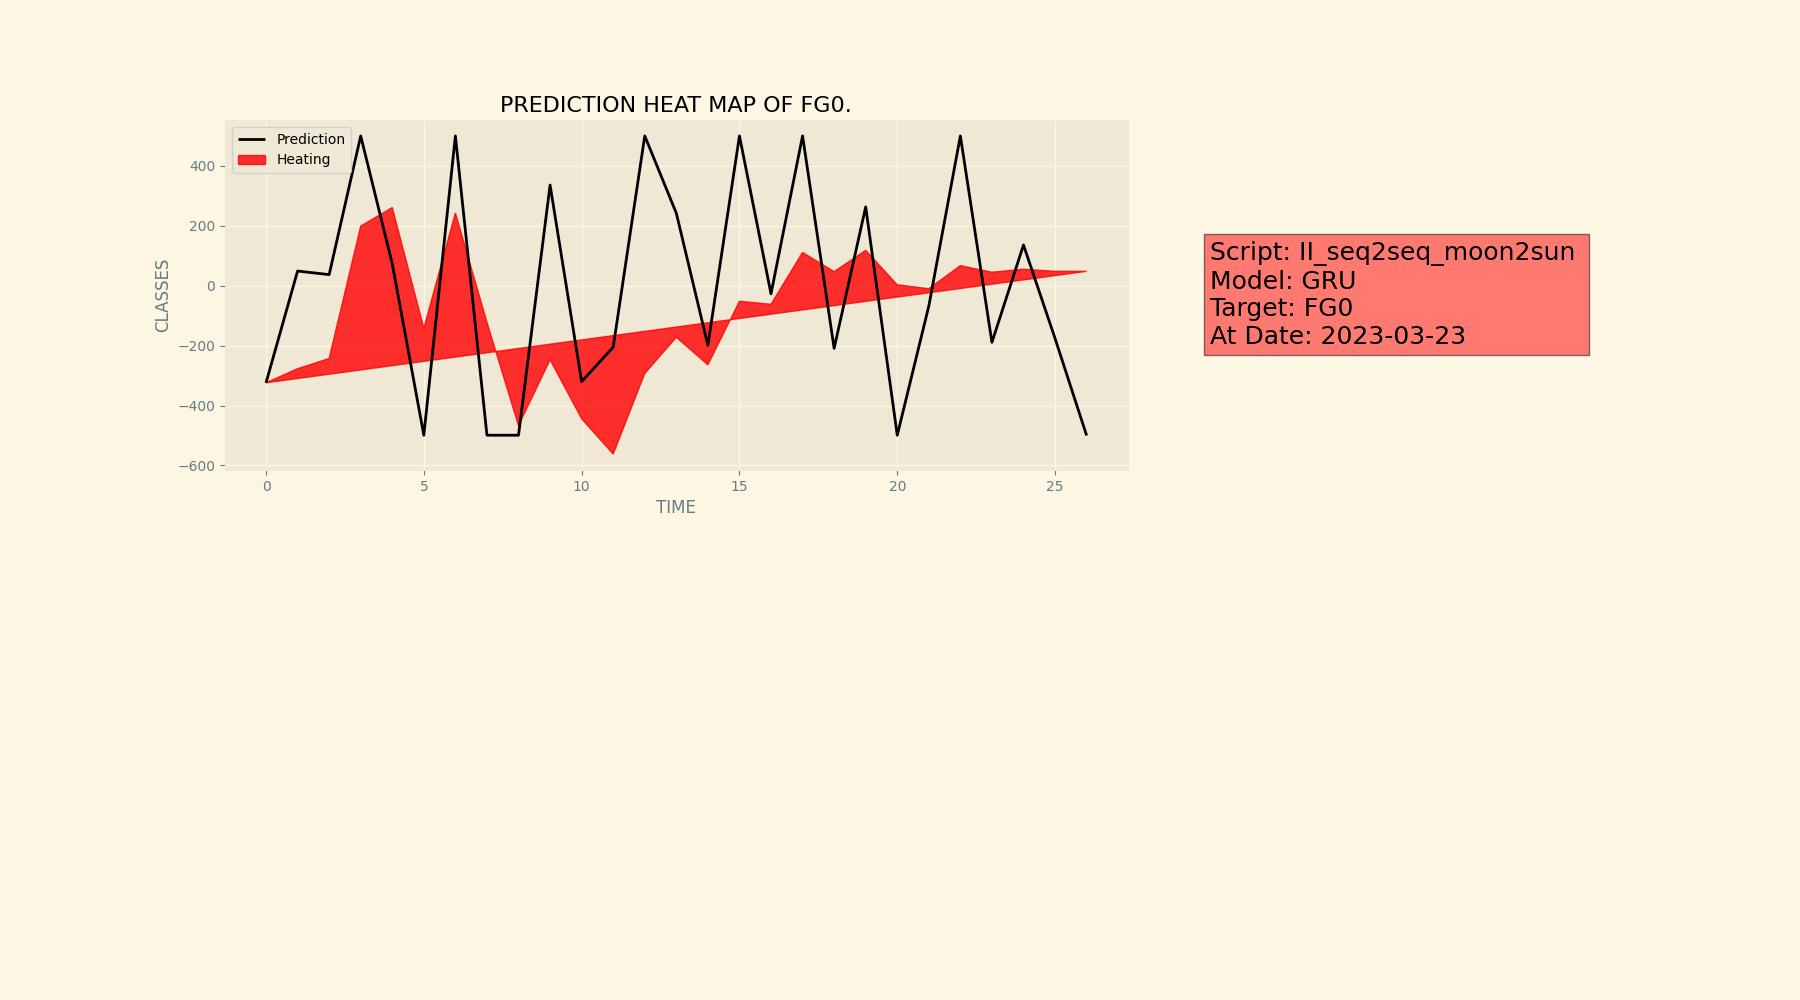 PREDICTION HEAT MAP OF FG0.
Prediction
Heating
400
200
0
−200
−400
−600
CLASSES
0 5 10 15 20 25
TIME
Script: II_seq2seq_moon2sun
Model: GRU
Target: FG0
At Date: 2023-03-23